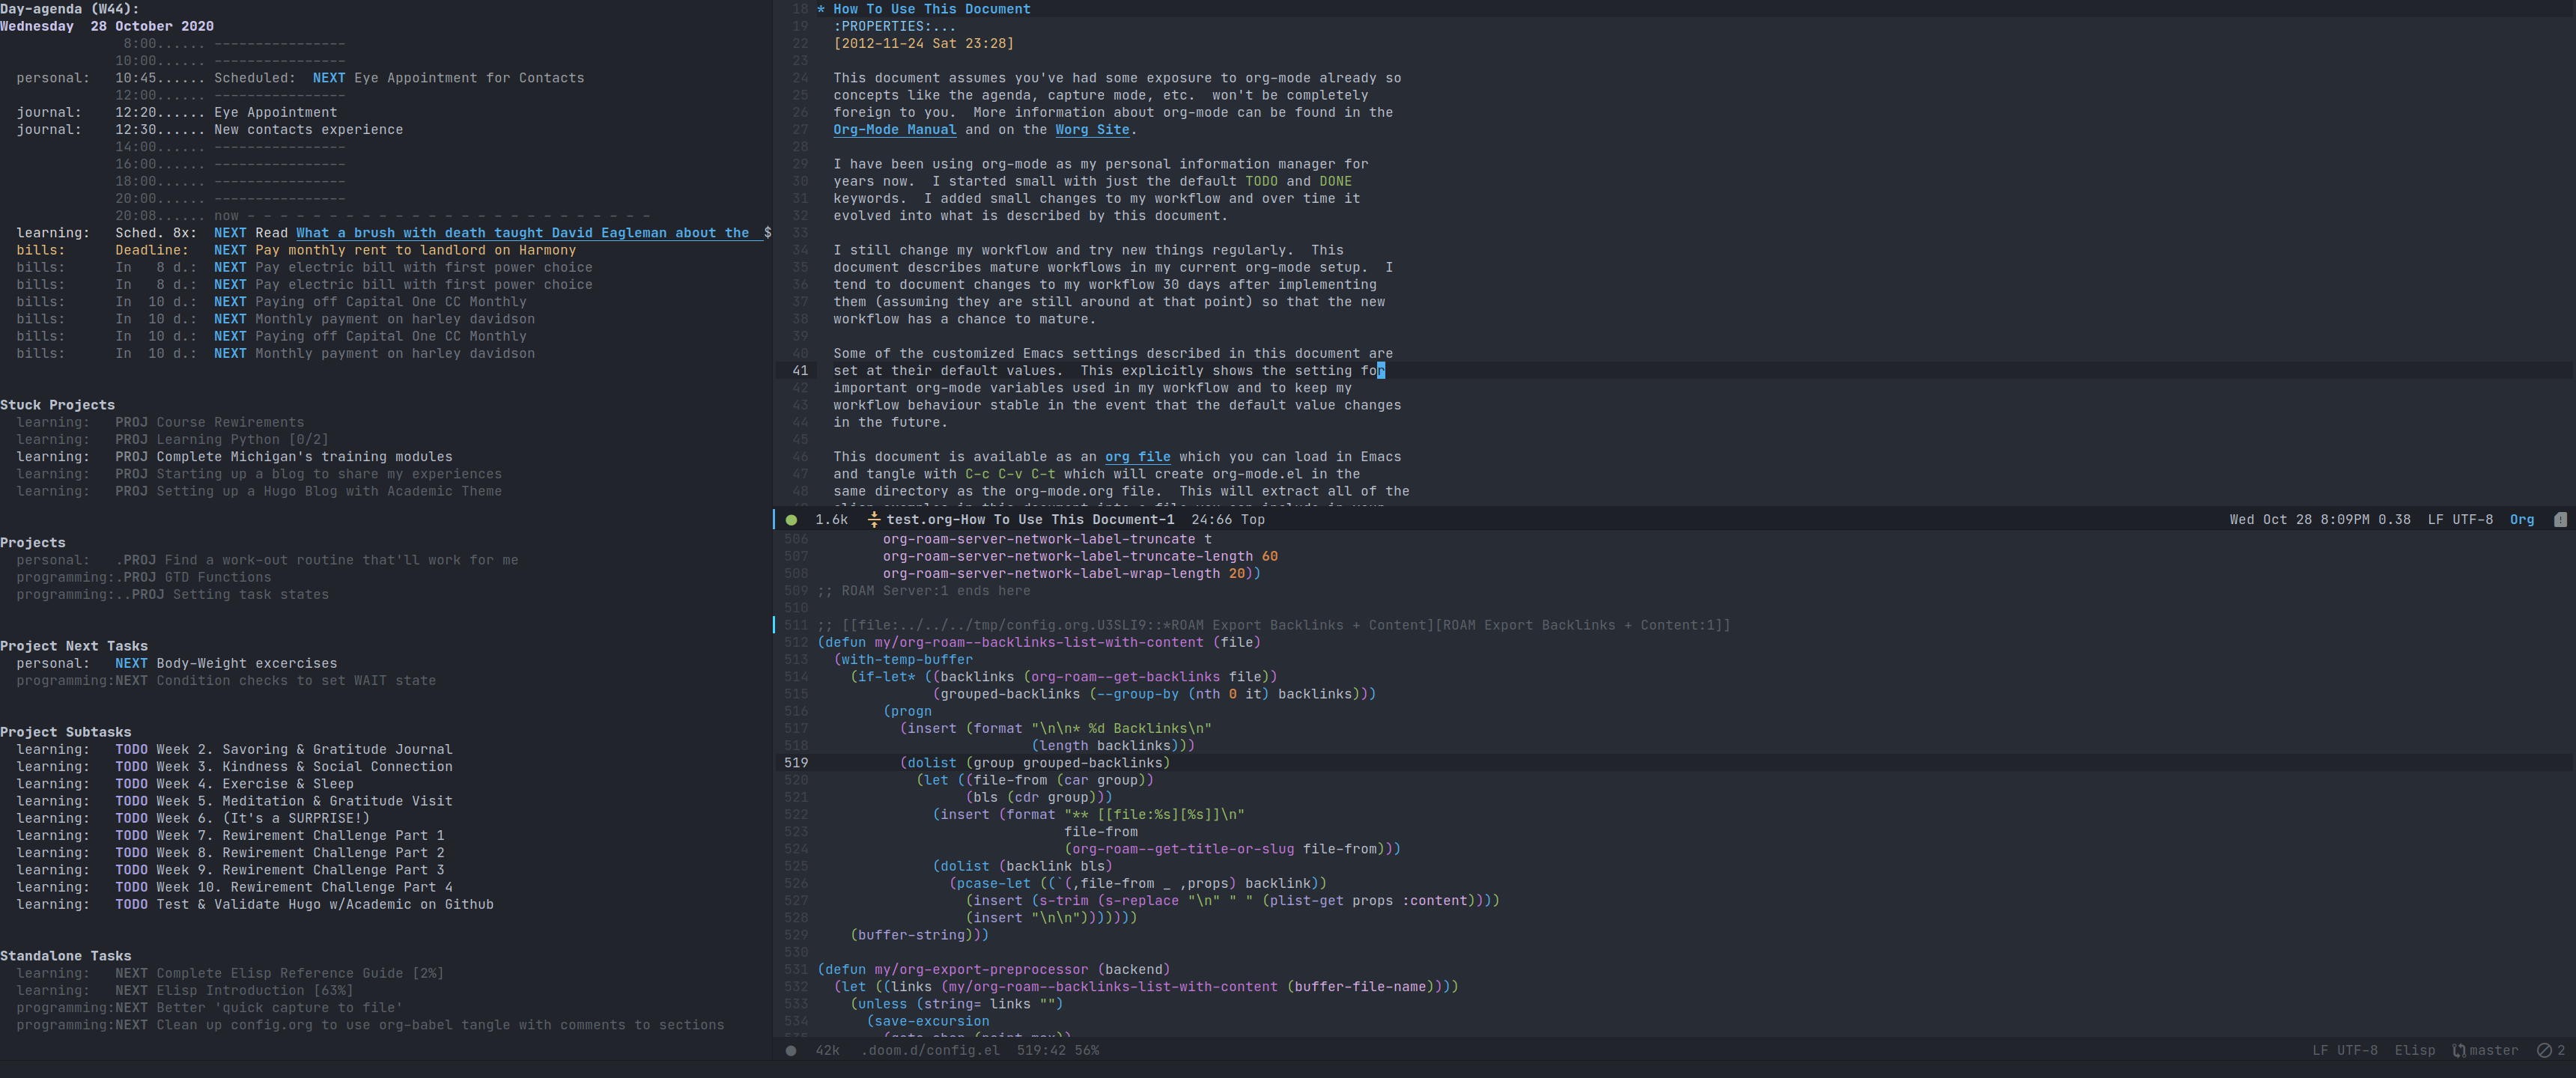 Day-agenda (W44):
Wednesday  28 October 2020
8:00...... ----------------
10:00...... ----------------
personal:   10:45...... Scheduled:  NEXT Eye Appointment for Contacts
12:00...... ----------------
journal:    12:20...... Eye Appointment
journal:    12:30...... New contacts experience
14:00...... ----------------
16:00...... ----------------
18:00...... ----------------
20:00...... ----------------
20:08...... now - - - - - - - - - - - - - - - - - - - - - - - - -
learning:   Sched. 8x:  NEXT Read What a brush with death taught David Eagleman about the $
bills:      Deadline:   NEXT Pay monthly rent to landlord on Harmony
bills:      In   8 d.:  NEXT Pay electric bill with first power choice
bills:      In   8 d.:  NEXT Pay electric bill with first power choice
bills:      In  10 d.:  NEXT Paying off Capital One CC Monthly
bills:      In  10 d.:  NEXT Monthly payment on harley davidson
bills:      In  10 d.:  NEXT Paying off Capital One CC Monthly
bills:      In  10 d.:  NEXT Monthly payment on harley davidson
Stuck Projects
learning:   PROJ Course Rewirements
learning:   PROJ Learning Python [0/2]
learning:   PROJ Complete Michigan's training modules
learning:   PROJ Starting up a blog to share my experiences
learning:   PROJ Setting up a Hugo Blog with Academic Theme
Projects
personal:   .PROJ Find a work-out routine that'll work for me
programming:.PROJ GTD Functions
programming:..PROJ Setting task states
Project Next Tasks
personal:   NEXT Body-Weight excercises
programming:NEXT Condition checks to set WAIT state
Project Subtasks
learning:   TODO Week 2. Savoring & Gratitude Journal
learning:   TODO Week 3. Kindness & Social Connection
learning:   TODO Week 4. Exercise & Sleep
learning:   TODO Week 5. Meditation & Gratitude Visit
learning:   TODO Week 6. (It's a SURPRISE!)
learning:   TODO Week 7. Rewirement Challenge Part 1
learning:   TODO Week 8. Rewirement Challenge Part 2
learning:   TODO Week 9. Rewirement Challenge Part 3
learning:   TODO Week 10. Rewirement Challenge Part 4
learning:   TODO Test & Validate Hugo w/Academic on Github
Standalone Tasks
learning:   NEXT Complete Elisp Reference Guide [2%]
learning:   NEXT Elisp Introduction [63%]
programming:NEXT Better 'quick capture to file'
programming:NEXT Clean up config.org to use org-babel tangle with comments to sections
18 * How To Use This Document
19   :PROPERTIES:...
22   [2012-11-24 Sat 23:28]
23
24   This document assumes you've had some exposure to org-mode already so
25   concepts like the agenda, capture mode, etc.  won't be completely
26   foreign to you.  More information about org-mode can be found in the
27   Org-Mode Manual and on the Worg Site.
28
29   I have been using org-mode as my personal information manager for
30   years now.  I started small with just the default TODO and DONE
31   keywords.  I added small changes to my workflow and over time it
32   evolved into what is described by this document.
33
34   I still change my workflow and try new things regularly.  This
35   document describes mature workflows in my current org-mode setup.  I
36   tend to document changes to my workflow 30 days after implementing
37   them (assuming they are still around at that point) so that the new
38   workflow has a chance to mature.
39
40   Some of the customized Emacs settings described in this document are
41   set at their default values.  This explicitly shows the setting for
42   important org-mode variables used in my workflow and to keep my
43   workflow behaviour stable in the event that the default value changes
44   in the future.
45
46   This document is available as an org file which you can load in Emacs
47   and tangle with C-c C-v C-t which will create org-mode.el in the
48   same directory as the org-mode.org file.  This will extract all of the
1.6k  test.org-How To Use This Document-1  24:66 Top  Wed Oct 28 8:09PM 0.38  LF UTF-8  Org
506         org-roam-server-network-label-truncate t
507         org-roam-server-network-label-truncate-length 60
508         org-roam-server-network-label-wrap-length 20))
509 ;; ROAM Server:1 ends here
510
511 ;; [[file:../../../tmp/config.org.U3SLI9::*ROAM Export Backlinks + Content][ROAM Export Backlinks + Content:1]]
512 (defun my/org-roam--backlinks-list-with-content (file)
513   (with-temp-buffer
514     (if-let* ((backlinks (org-roam--get-backlinks file))
515               (grouped-backlinks (--group-by (nth 0 it) backlinks)))
516         (progn
517           (insert (format "\n\n* %d Backlinks\n"
518                           (length backlinks)))
519           (dolist (group grouped-backlinks)
520             (let ((file-from (car group))
521                   (bls (cdr group)))
522               (insert (format "** [[file:%s][%s]]\n"
523                               file-from
524                               (org-roam--get-title-or-slug file-from)))
525               (dolist (backlink bls)
526                 (pcase-let ((`(,file-from _ ,props) backlink))
527                   (insert (s-trim (s-replace "\n" " " (plist-get props :content))))
528                   (insert "\n\n")))))))
529     (buffer-string)))
530
531 (defun my/org-export-preprocessor (backend)
532   (let ((links (my/org-roam--backlinks-list-with-content (buffer-file-name))))
533     (unless (string= links "")
534       (save-excursion
535         (goto-char (point-max))
42k  .doom.d/config.el  519:42 56%  LF UTF-8  Elisp  master  2